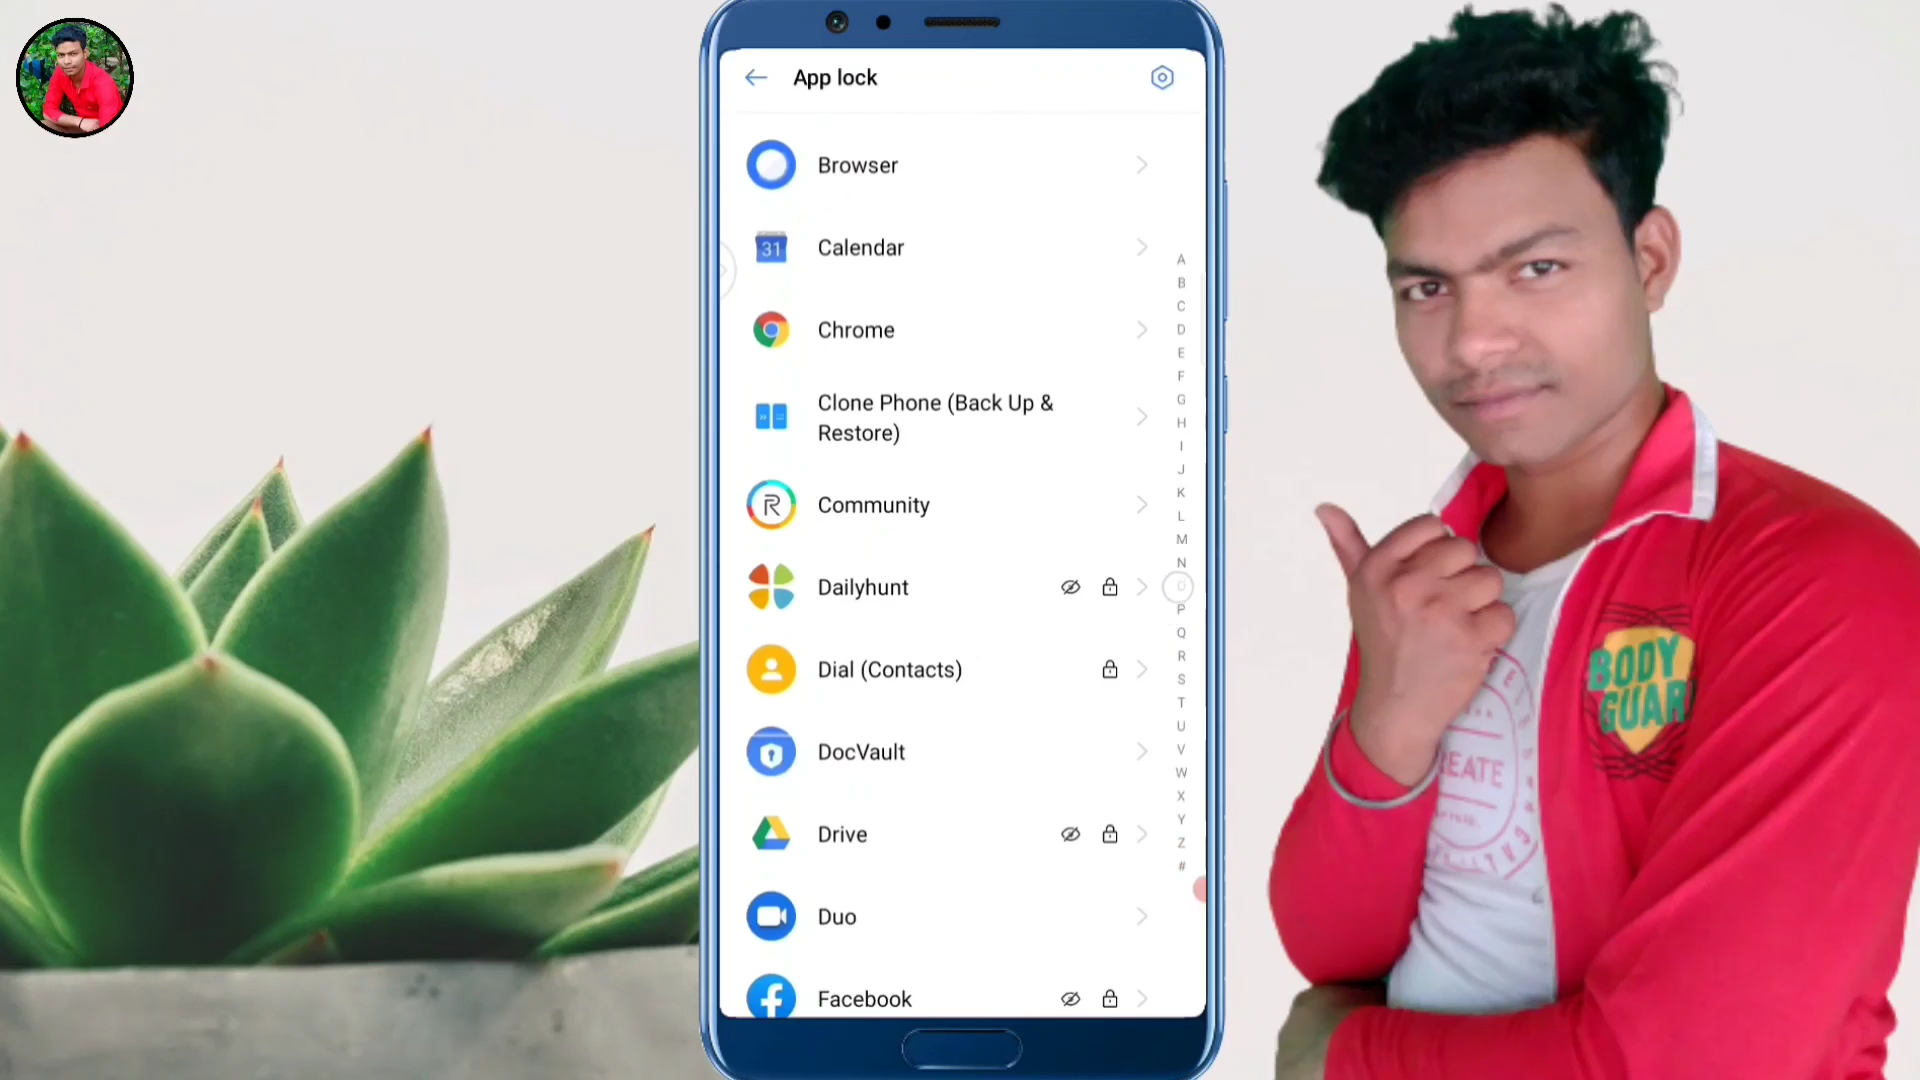 App lock
Browser
31
Calendar
Chrome
Clone Phone (Back Up &
Restore)
Community
Dailyhunt
Dial (Contacts)
DocVault
Drive
Duo
Facebook
A
B
C
D
E
F
G
H
I
J
K
L
M
N
O
P
Q
R
S
T
U
V
W
X
Y
Z
#
BODY
GUAR